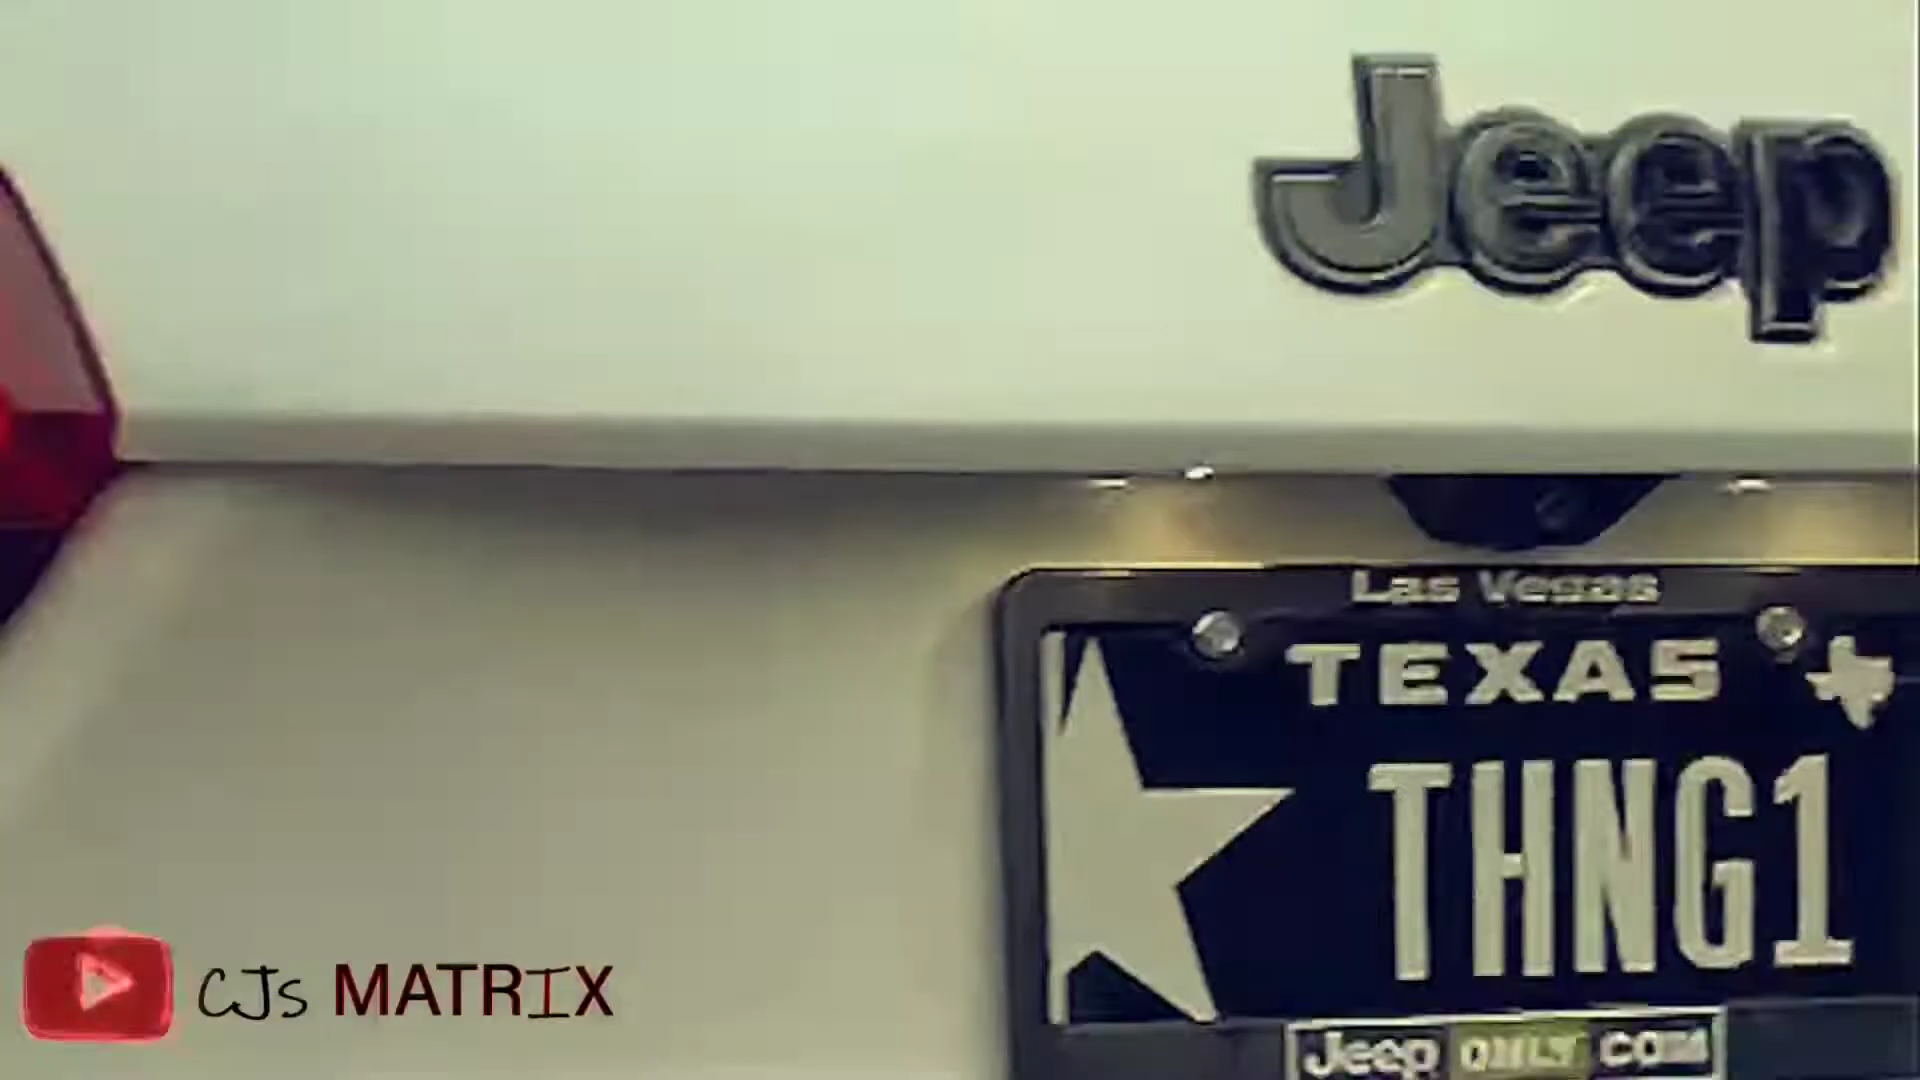 Jeep
Las Vegas
TEXAS
THNG1
Jeep ONLY.COM
CJs MATRIX